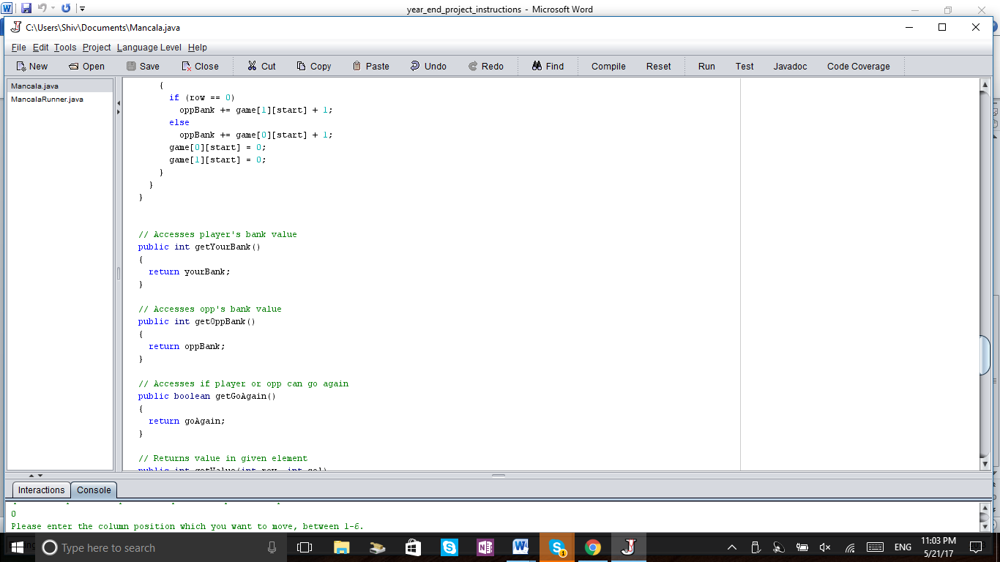 year_end_project_instructions - Microsoft Word
C:\Users\Shiv\Documents\Mancala.java
File Edit Tools Project Language Level Help
New Open Save Close Cut Copy Paste Undo Redo Find Compile Reset Run Test Javadoc Code Coverage
Mancala.java
MancalaRunner.java
{
if (row == 0)
oppBank += game[1][start] + 1;
else
oppBank += game[0][start] + 1;
game[0][start] = 0;
game[1][start] = 0;
}
}
}
// Accesses player's bank value
public int getYourBank()
{
return yourBank;
}
// Accesses opp's bank value
public int getOppBank()
{
return oppBank;
}
// Accesses if player or opp can go again
public boolean getGoAgain()
{
return goAgain;
}
// Returns value in given element
public int getValue(int row, int col)
Interactions Console
0
Please enter the column position which you want to move, between 1-6.
Type here to search
ENG
11:03 PM
5/21/17